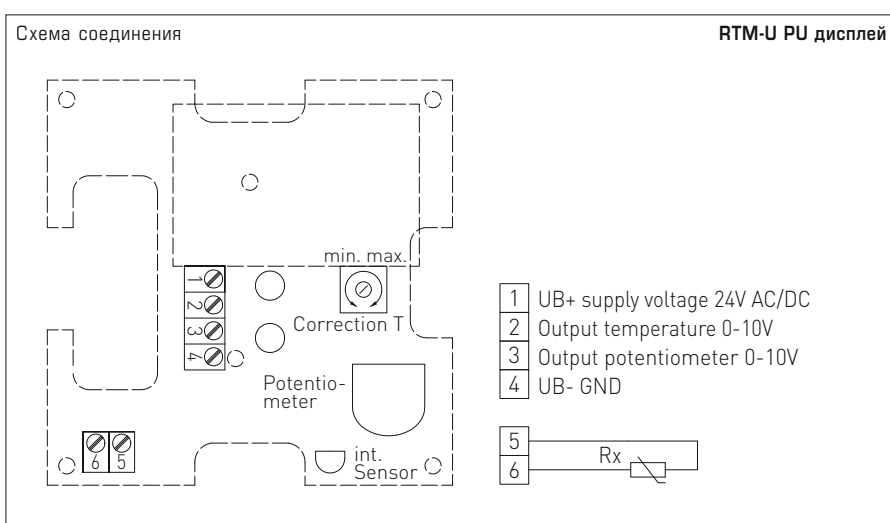 Схема соединения
RTM-U PU дисплей
min. max.
1
2
3
4
Correction T
Potentio-
meter
int.
Sensor
6 5
1 UB+ supply voltage 24V AC/DC
2 Output temperature 0-10V
3 Output potentiometer 0-10V
4 UB- GND
5
6
Rx